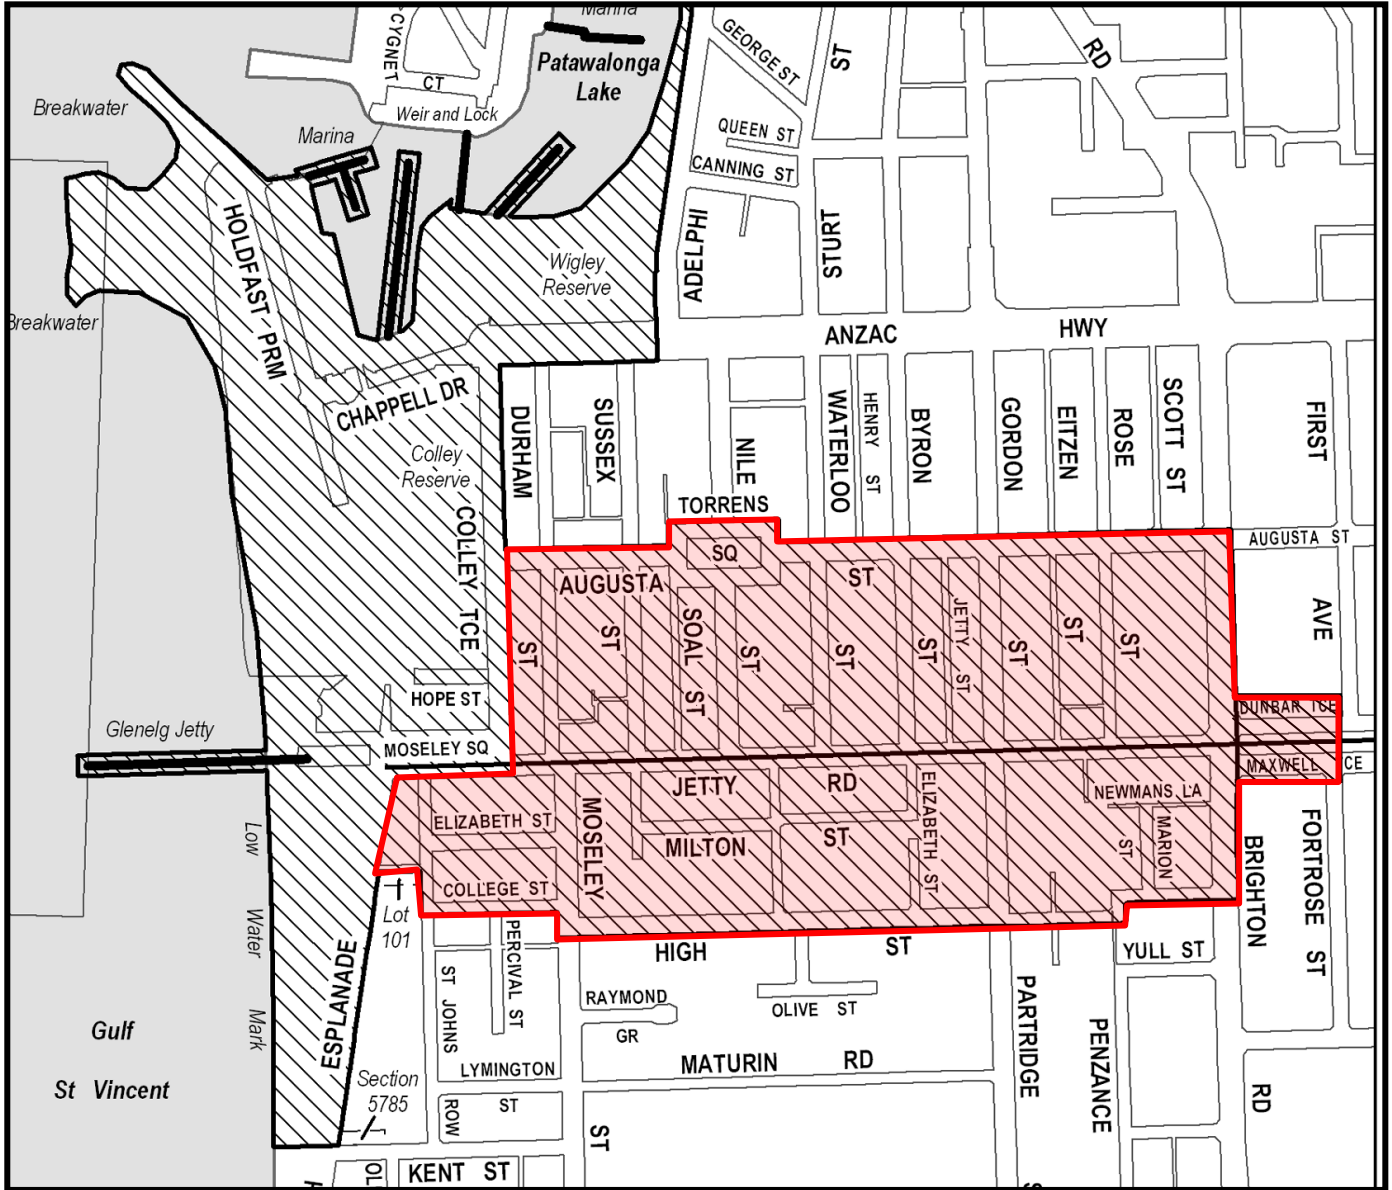 Marina
CYGNET
CT
Patawalonga
Lake
Weir and Lock
Breakwater
Marina
GEORGE ST
ST
RD
QUEEN ST
CANNING ST
HOLDFAST PRM
Wigley
Reserve
ADELPHI
STURT
Breakwater
ANZAC HWY
CHAPPELL DR
DURHAM
SUSSEX
NILE
WATERLOO
HENRY ST
BYRON
GORDON
EITZEN
ROSE
SCOTT ST
FIRST
Colley
Reserve
TORRENS
COLLEY TCE
SQ
AUGUSTA ST
AUGUSTA ST
ST
ST
SOAL ST
ST
ST
ST
JETTY ST
ST
ST
ST
AVE
HOPE ST
DUNBAR TCE
Glenelg Jetty
MOSELEY SQ
MAXWELL CE
JETTY RD
NEWMANS LA
ELIZABETH ST
MOSELEY
ELIZABETH ST
MILTON ST
ST
MARION
Low Water Mark
COLLEGE ST
BRIGHTON
FORTROSE ST
Lot
101
ESPLANADE
PERCIVAL ST
HIGH ST
YULL ST
ST JOHNS
RAYMOND
GR
OLIVE ST
PARTRIDGE
PENZANCE
Gulf
St Vincent
LYMINGTON
ST
MATURIN RD
Section
5785
ROW
ST
RD
KENT ST